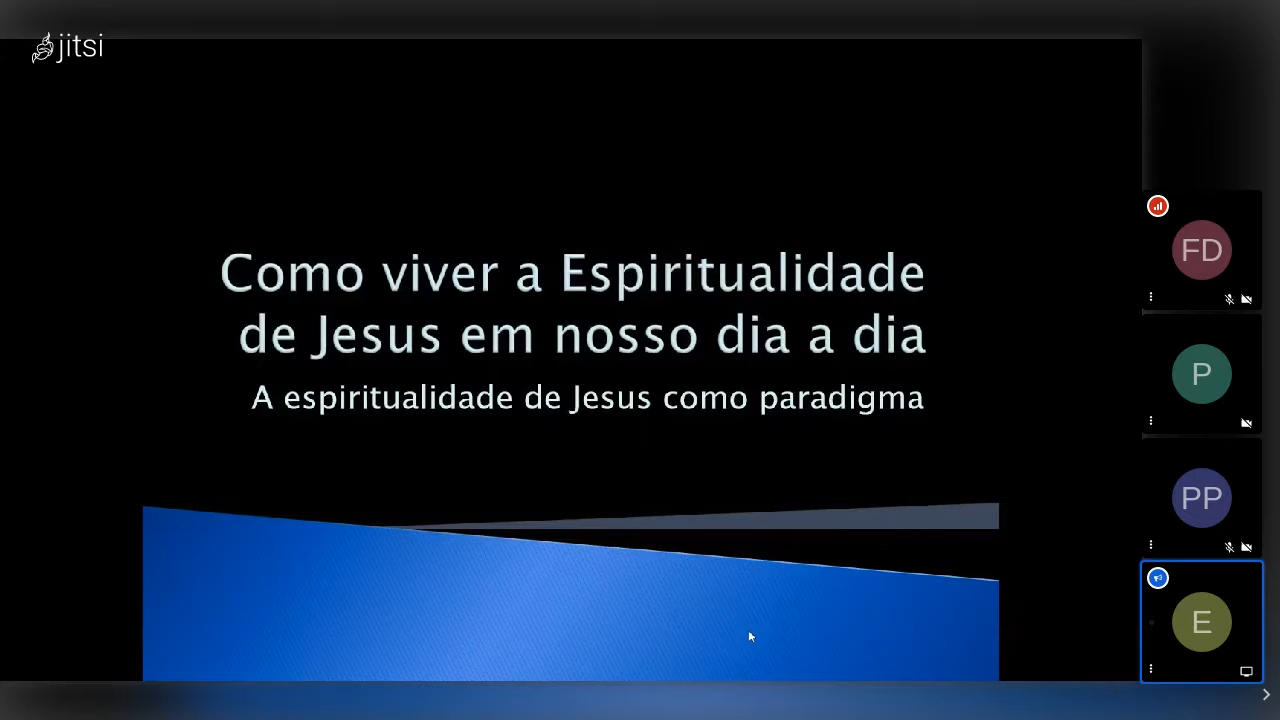 jitsi
Como viver a Espiritualidade
de Jesus em nosso dia a dia
A espiritualidade de Jesus como paradigma
FD
P
PP
E